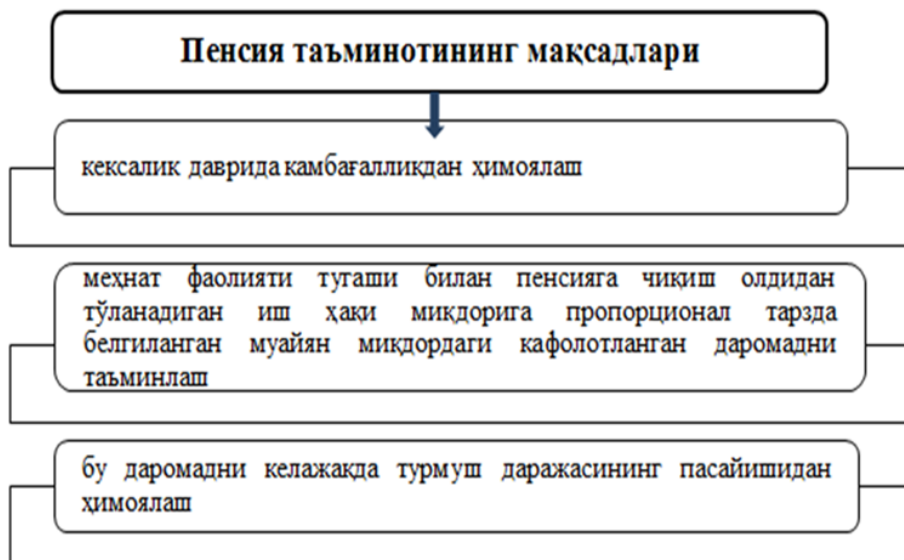 Пенсия таъминотининг мақсадлари
кексалик даврида камбағалликдан ҳимоялаш
меҳнат фаолияти тугаши билан пенсияга чиқиш олдидан
тўланадиган иш ҳақи миқдорига пропорционал тарзда
белгиланган муайян миқдордаги кафолотланган даромадни
таъминлаш
бу даромадни келажақда турмуш даражасининг пасайишидан
ҳимоялаш